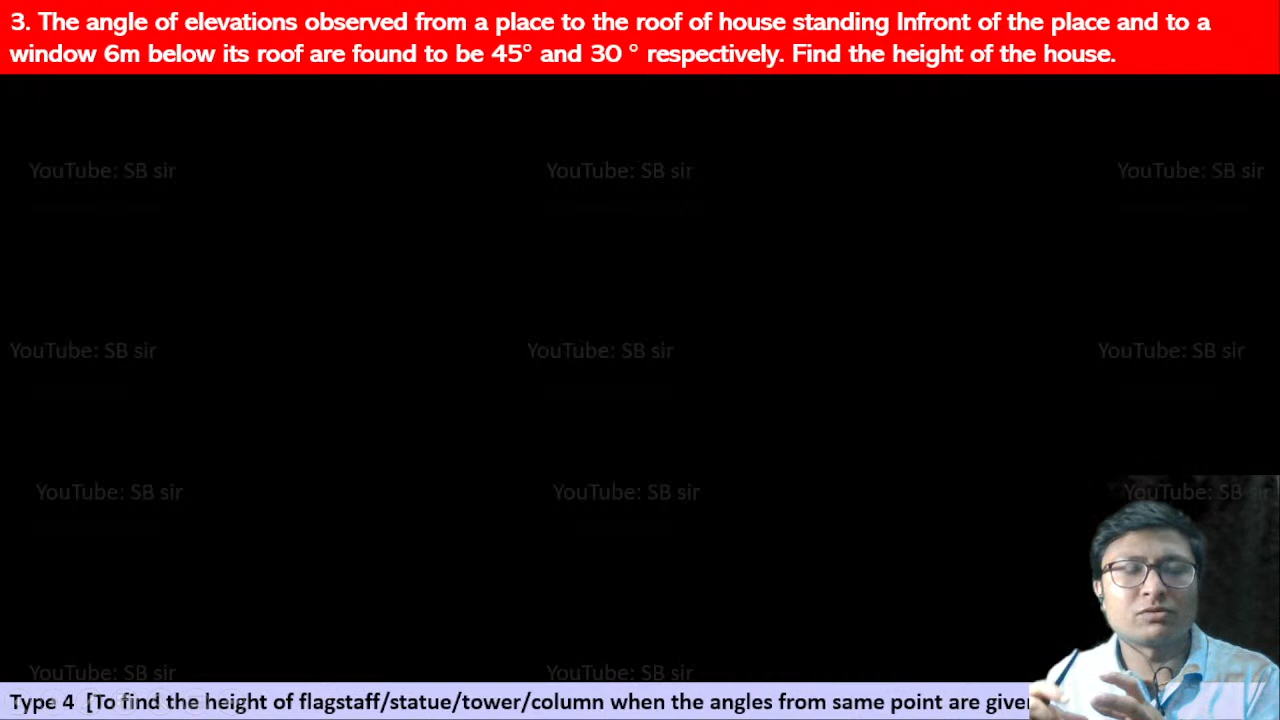 3. The angle of elevations observed from a place to the roof of house standing Infront of the place and to a
window 6m below its roof are found to be 45° and 30 ° respectively. Find the height of the house.
YouTube: SB sir YouTube: SB sir YouTube: SB sir
YouTube: SB sir YouTube: SB sir YouTube: SB sir
YouTube: SB sir YouTube: SB sir YouTube: SB sir
YouTube: SB sir YouTube: SB sir
Type 4 [To find the height of flagstaff/statue/tower/column when the angles from same point are give